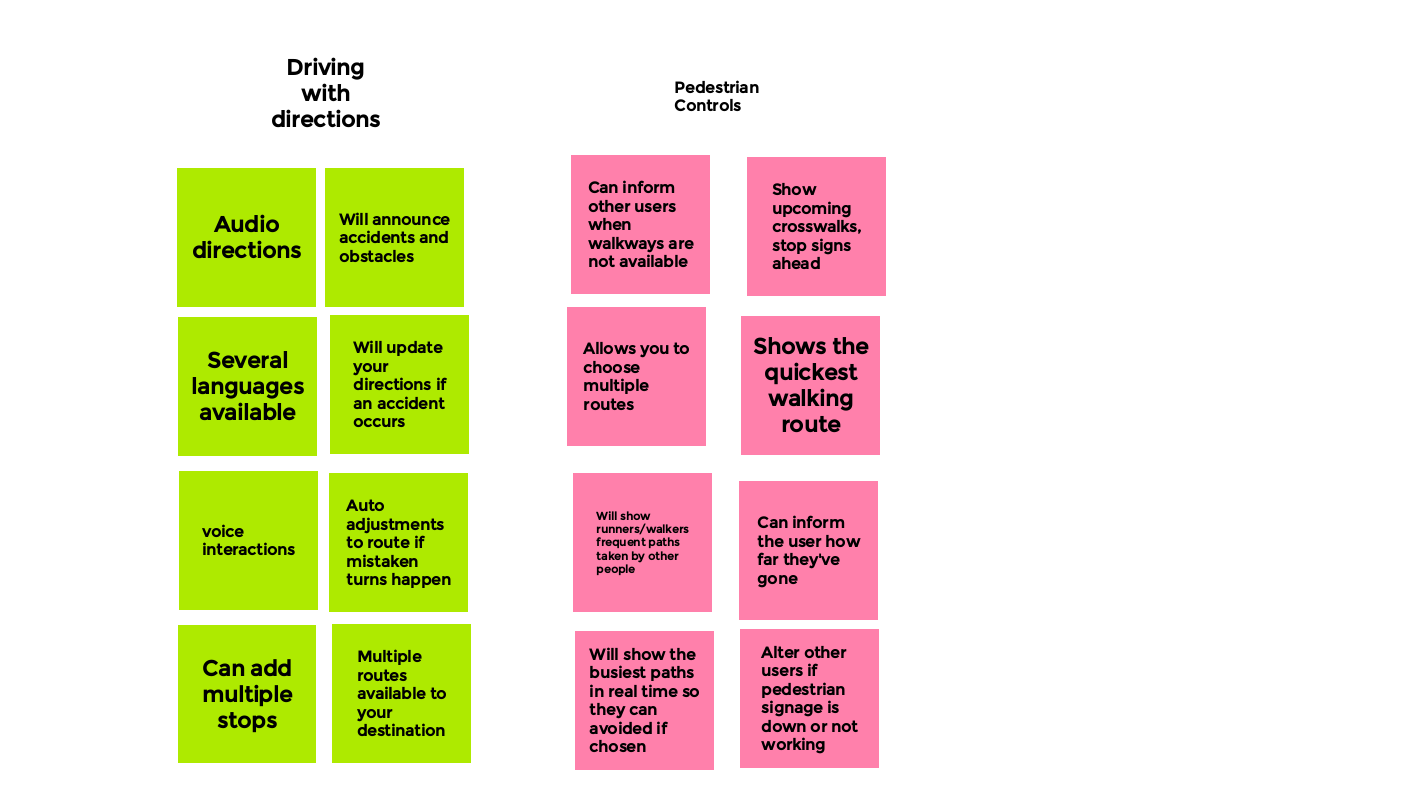 Driving
with
directions
Audio
directions
Will announce
accidents and
obstacles
Several
languages
available
Will update
your
directions if
an accident
occurs
voice
interactions
Auto
adjustments
to route if
mistaken
turns happen
Can add
multiple
stops
Multiple
routes
available to
your
destination
Pedestrian
Controls
Can inform
other users
when
walkways are
not available
Show
upcoming
crosswalks,
stop signs
ahead
Allows you to
choose
multiple
routes
Shows the
quickest
walking
route
Will show
runners/walkers
frequent paths
taken by other
people
Can inform
the user how
far they've
gone
Will show the
busiest paths
in real time so
they can
avoided if
chosen
Alter other
users if
pedestrian
signage is
down or not
working